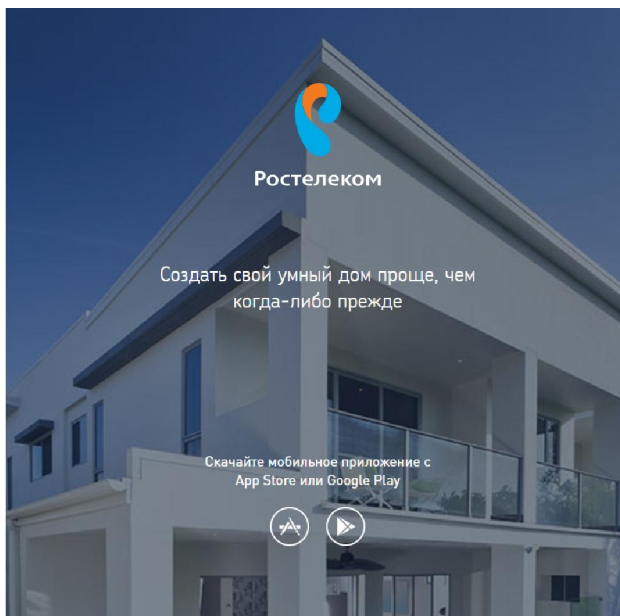 Ростелеком
Создать свой умный дом проще, чем
когда-либо прежде
Скачайте мобильное приложение с
App Store или Google Play